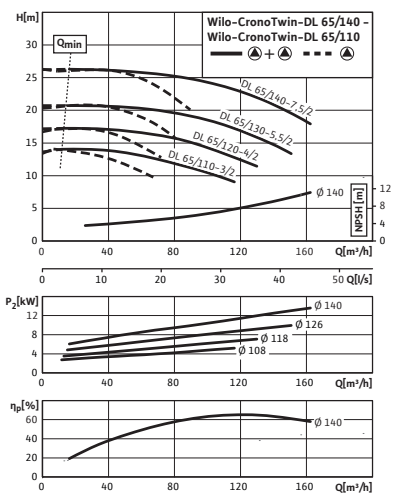 H[m]
Wilo-CronoTwin-DL 65/140 -
Wilo-CronoTwin-DL 65/110
+
Qmin
30
25
20
15
10
5
0
DL 65/140-7.5/2
DL 65/130-5.5/2
DL 65/120-4/2
DL 65/110-3/2
Ø 140
NPSH [m]
12
8
4
0
0 40 80 120 160 Q[m³/h]
0 10 20 30 40 50 Q[l/s]
P2[kW]
12
8
4
0
Ø 140
Ø 126
Ø 118
Ø 108
0 40 80 120 160 Q[m³/h]
ηp[%]
60
40
20
0
Ø 140
0 40 80 120 160 Q[m³/h]